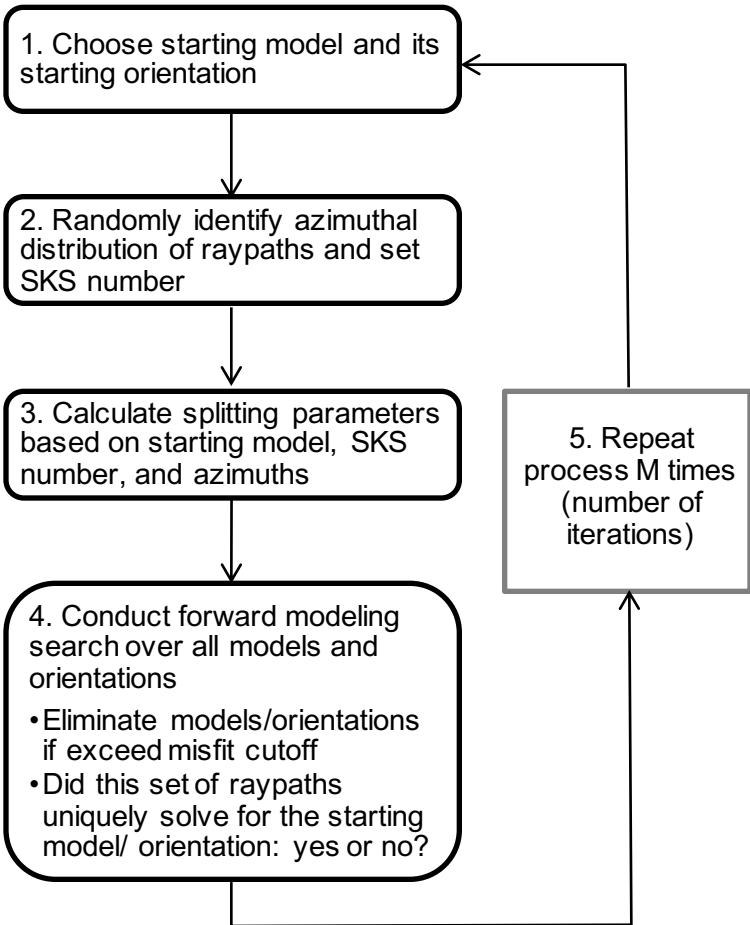 1. Choose starting model and its
starting orientation
2. Randomly identify azimuthal
distribution of raypaths and set
SKS number
3. Calculate splitting parameters
based on starting model, SKS
number, and azimuths
4. Conduct forward modeling
search over all models and
orientations
•Eliminate models/orientations
if exceed misfit cutoff
•Did this set of raypaths
uniquely solve for the starting
model/ orientation: yes or no?
5. Repeat
process M times
(number of
iterations)